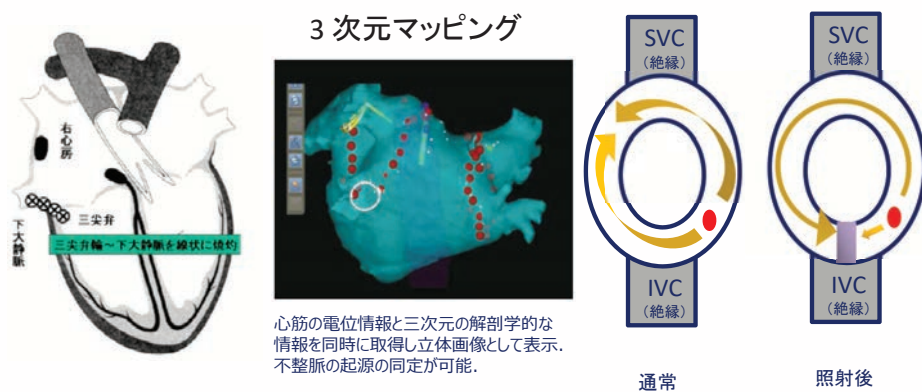 3 次元マッピング
右心房
三尖弁
下大静脈
三尖弁輪～下大静脈を線状に焼灼
心筋の電位情報と三次元の解剖学的な
情報を同時に取得し立体画像として表示.
不整脈の起源の同定が可能.
SVC
(絶縁)
IVC
(絶縁)
通常
SVC
(絶縁)
IVC
(絶縁)
照射後